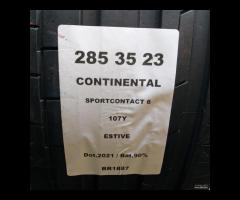 285 35 23
CONTINENTAL
SPORTCONTACT 6
107Y
ESTIVE
Dot.2021 / Bat.90%
BR1887